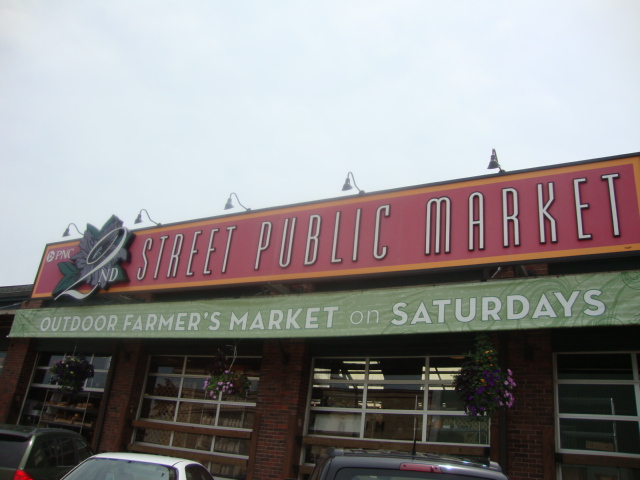 PNC
2ND STREET PUBLIC MARKET
OUTDOOR FARMER'S MARKET on SATURDAYS